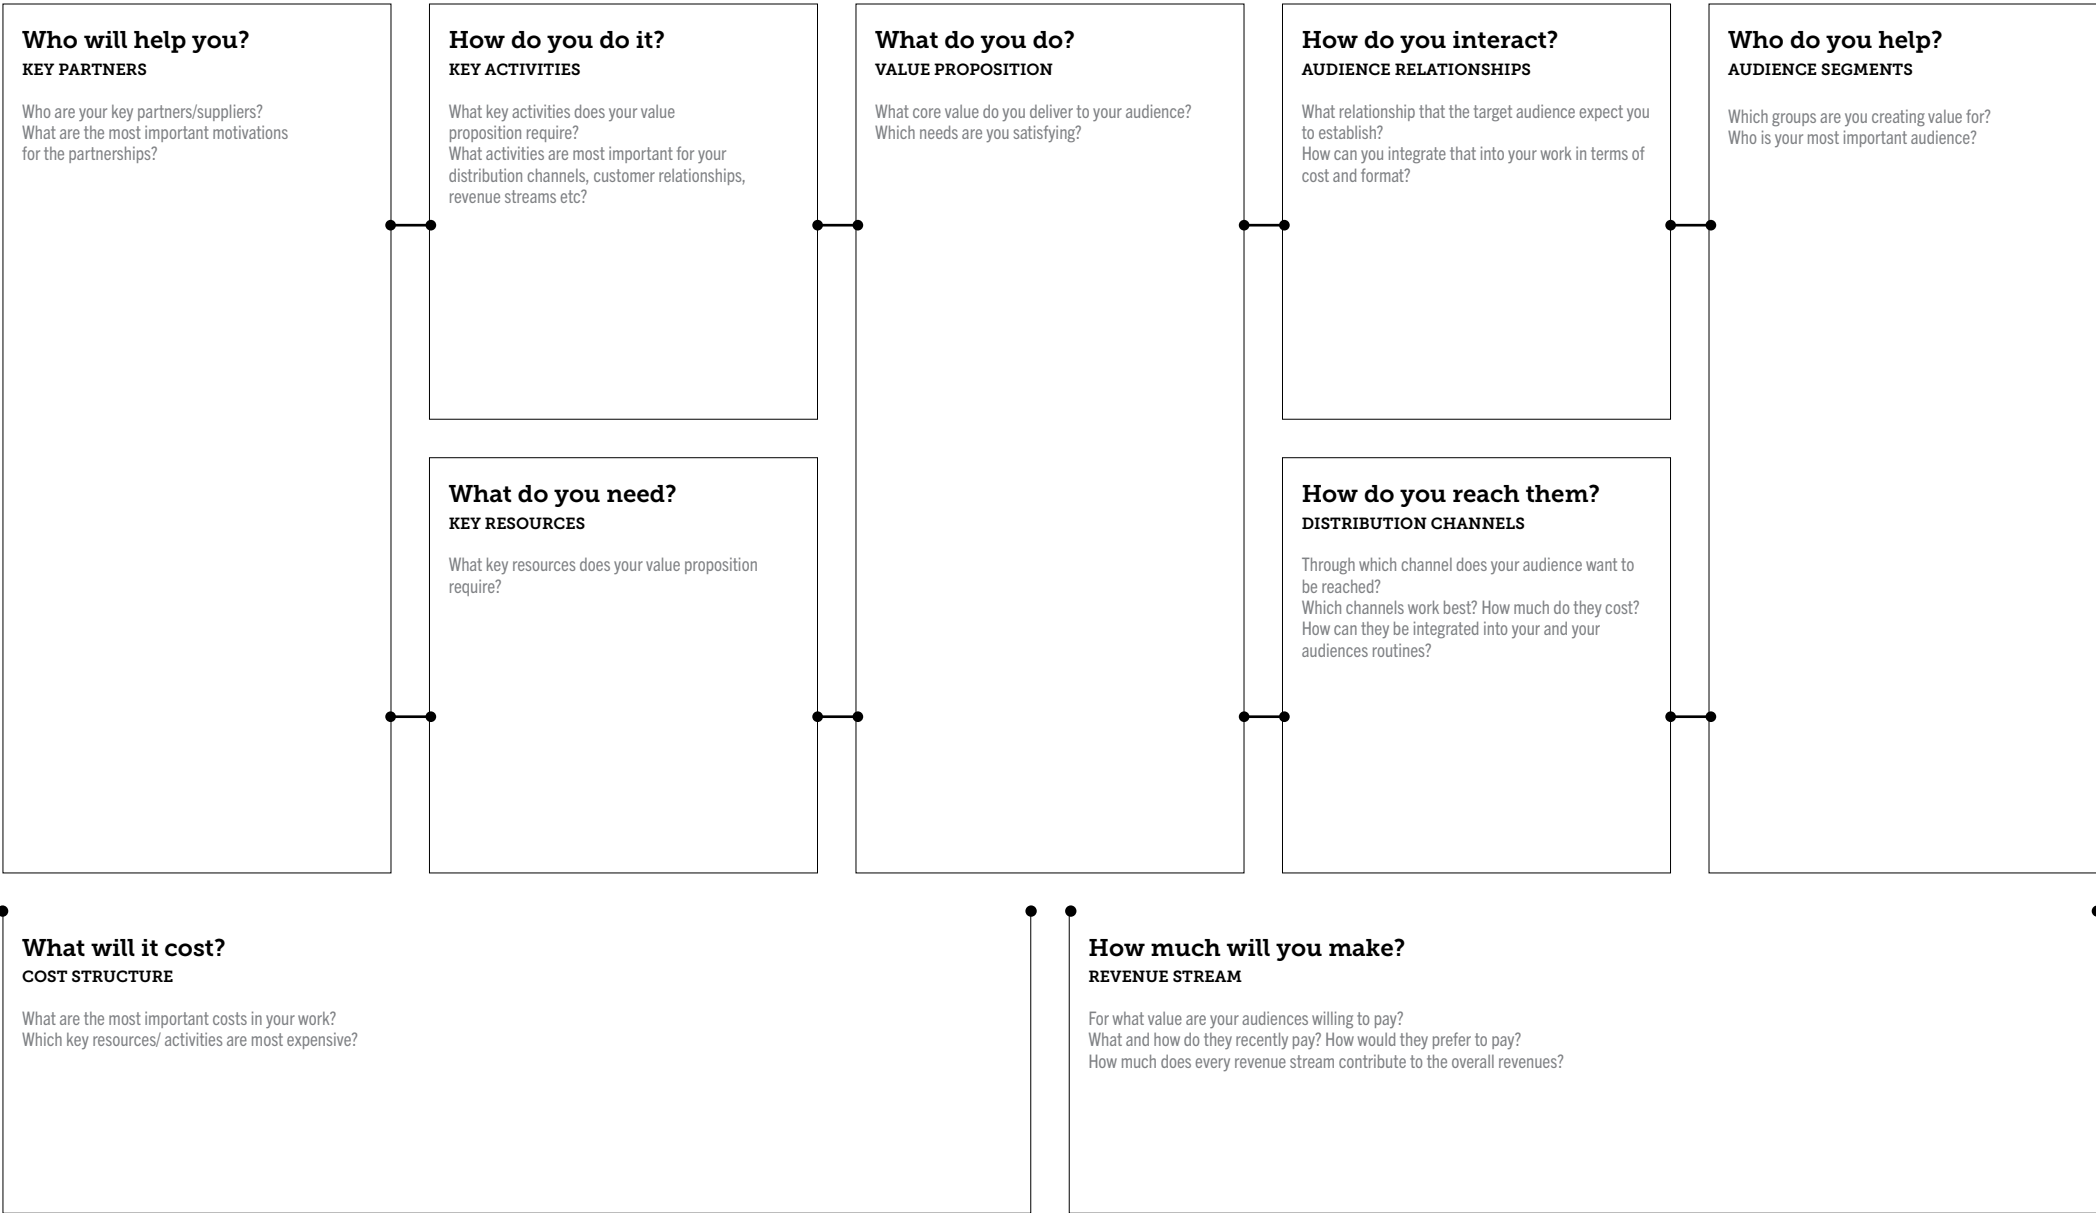 Who will help you?
KEY PARTNERS
Who are your key partners/suppliers?
What are the most important motivations
for the partnerships?
How do you do it?
KEY ACTIVITIES
What key activities does your value
proposition require?
What activities are most important for your
distribution channels, customer relationships,
revenue streams etc?
What do you need?
KEY RESOURCES
What key resources does your value proposition
require?
What do you do?
VALUE PROPOSITION
What core value do you deliver to your audience?
Which needs are you satisfying?
How do you interact?
AUDIENCE RELATIONSHIPS
What relationship that the target audience expect you
to establish?
How can you integrate that into your work in terms of
cost and format?
How do you reach them?
DISTRIBUTION CHANNELS
Through which channel does your audience want to
be reached?
Which channels work best? How much do they cost?
How can they be integrated into your and your
audiences routines?
Who do you help?
AUDIENCE SEGMENTS
Which groups are you creating value for?
Who is your most important audience?
What will it cost?
COST STRUCTURE
What are the most important costs in your work?
Which key resources/ activities are most expensive?
How much will you make?
REVENUE STREAM
For what value are your audiences willing to pay?
What and how do they recently pay? How would they prefer to pay?
How much does every revenue stream contribute to the overall revenues?